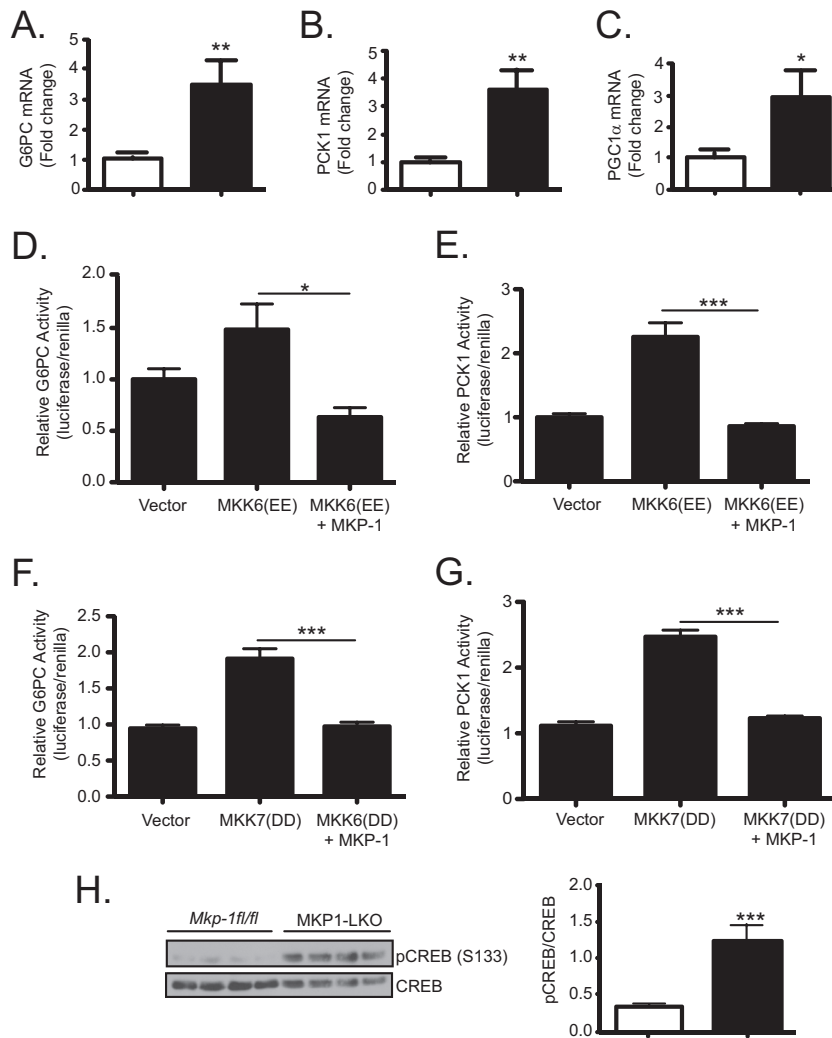 A.
G6PC mRNA
(Fold change)
5
4
3
2
1
0
**
B.
PCK1 mRNA
(Fold change)
5
4
3
2
1
0
**
C.
PGC1α mRNA
(Fold change)
4
3
2
1
0
*
D.
Relative G6PC Activity
(luciferase/renilla)
2.0
1.5
1.0
0.5
0.0
*
Vector
MKK6(EE)
MKK6(EE)
+ MKP-1
E.
Relative PCK1 Activity
(luciferase/renilla)
3
2
1
0
***
Vector
MKK6(EE)
MKK6(EE)
+ MKP-1
F.
Relative G6PC Activity
(luciferase/renilla)
2.5
2.0
1.5
1.0
0.5
0.0
***
Vector
MKK7(DD)
MKK6(DD)
+ MKP-1
G.
Relative PCK1 Activity
(luciferase/renilla)
3
2
1
0
***
Vector
MKK7(DD)
MKK7(DD)
+ MKP-1
H.
Mkp-1fl/fl
MKP1-LKO
pCREB (S133)
CREB
pCREB/CREB
2.0
1.5
1.0
0.5
0.0
***